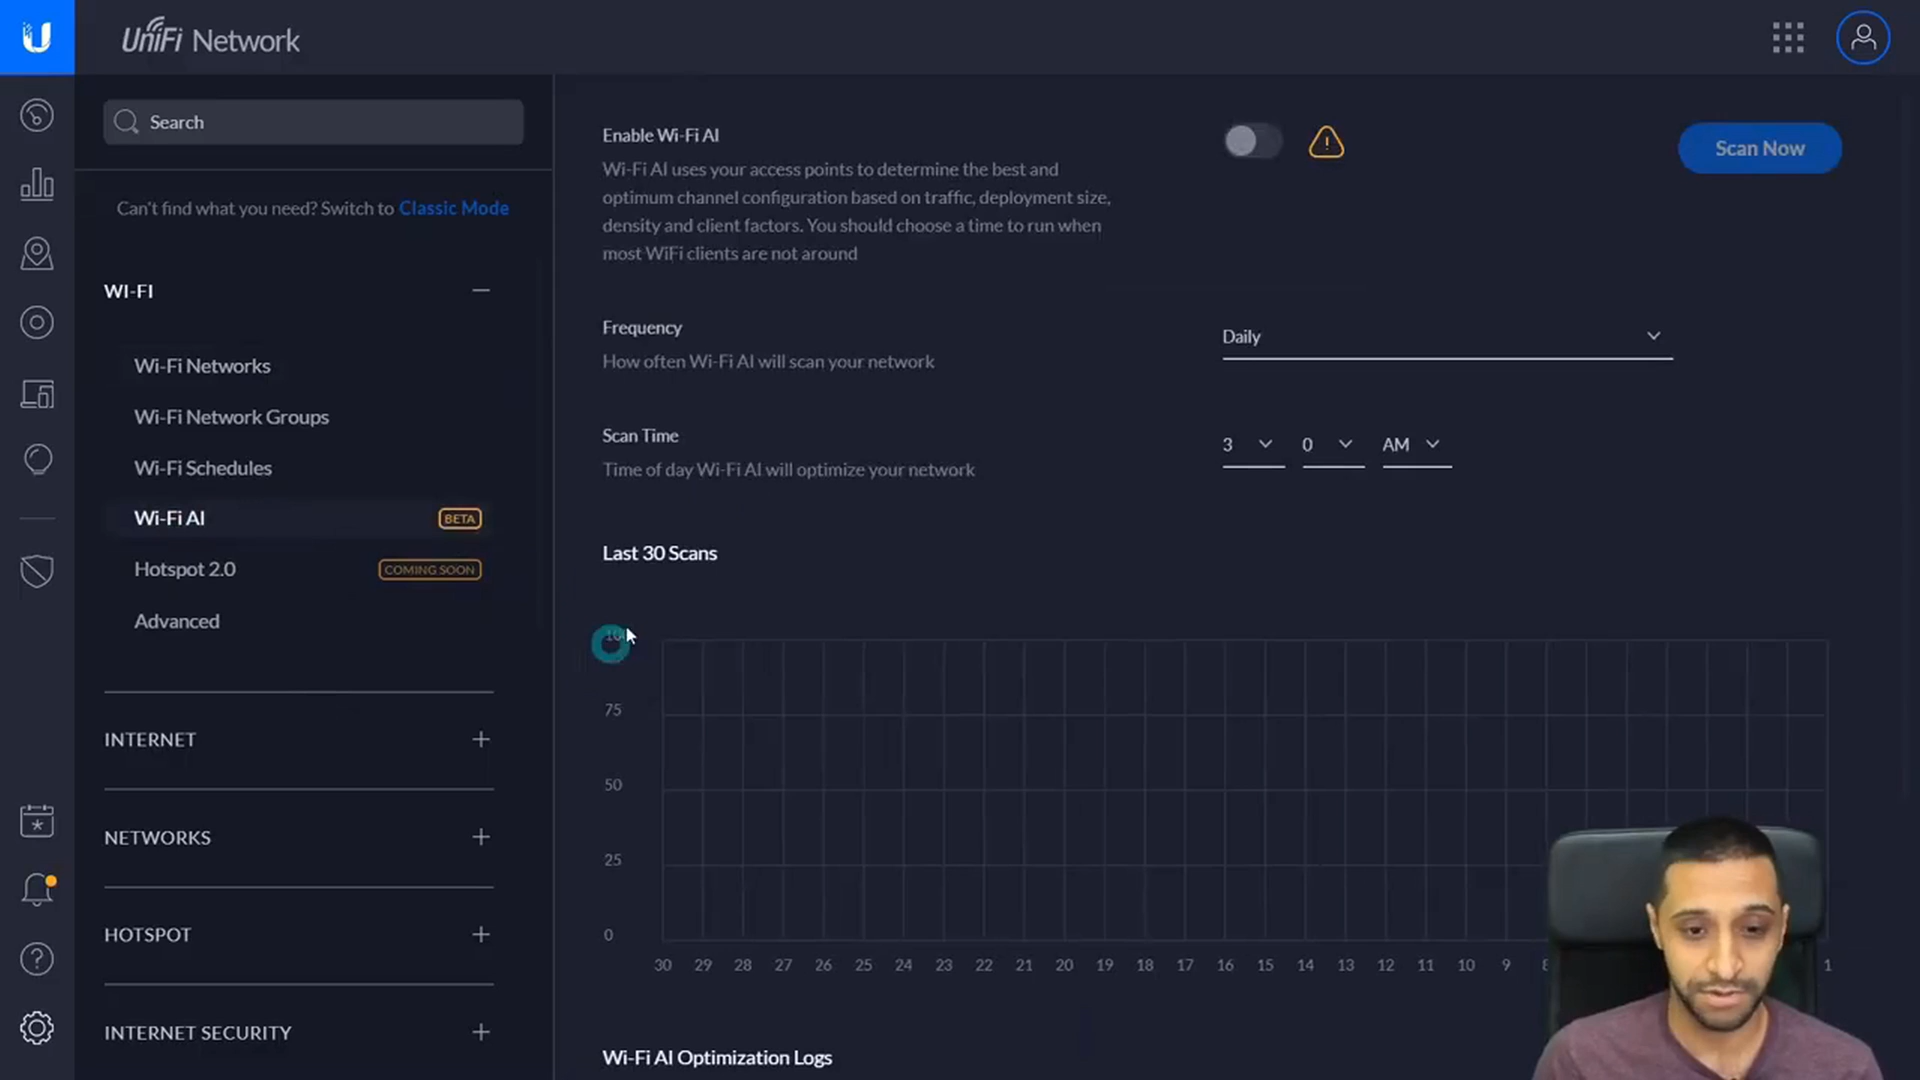 UniFi Network
Search
Can't find what you need? Switch to Classic Mode
WI-FI
Wi-Fi Networks
Wi-Fi Network Groups
Wi-Fi Schedules
Wi-Fi AI BETA
Hotspot 2.0 COMING SOON
Advanced
INTERNET
NETWORKS
HOTSPOT
INTERNET SECURITY
Enable Wi-Fi AI
Scan Now
Wi-Fi AI uses your access points to determine the best and
optimum channel configuration based on traffic, deployment size,
density and client factors. You should choose a time to run when
most WiFi clients are not around
Frequency
Daily
How often Wi-Fi AI will scan your network
Scan Time
3 0 AM
Time of day Wi-Fi AI will optimize your network
Last 30 Scans
75
50
25
0
30 29 28 27 26 25 24 23 22 21 20 19 18 17 16 15 14 13 12 11 10 9 1
Wi-Fi AI Optimization Logs